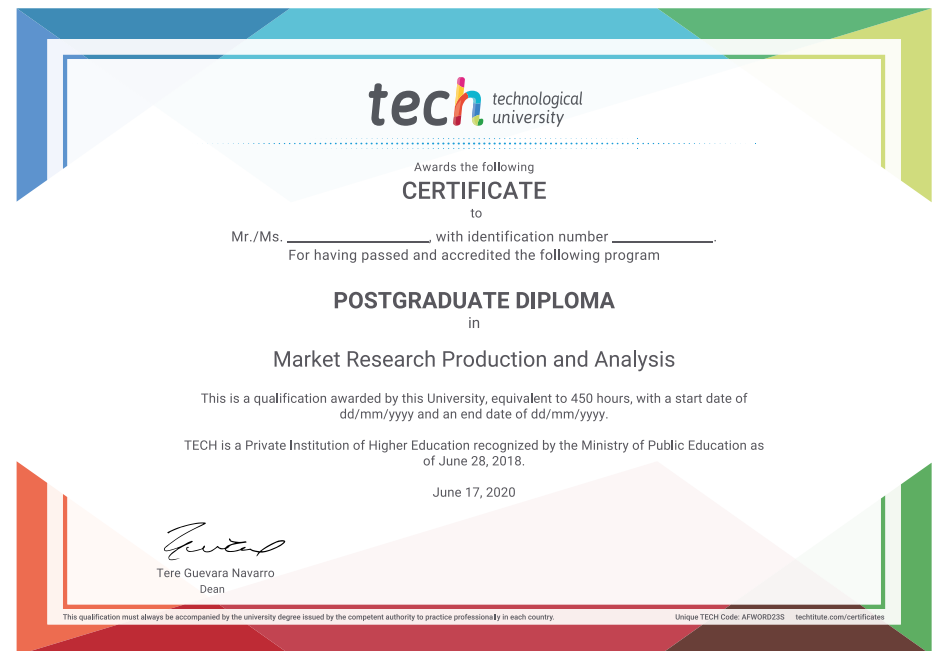 tech technological
university
Awards the following
CERTIFICATE
to
Mr./Ms. ____________________, with identification number ______________.
For having passed and accredited the following program
POSTGRADUATE DIPLOMA
in
Market Research Production and Analysis
This is a qualification awarded by this University, equivalent to 450 hours, with a start date of
dd/mm/yyyy and an end date of dd/mm/yyyy.
TECH is a Private Institution of Higher Education recognized by the Ministry of Public Education as
of June 28, 2018.
June 17, 2020
Tere Guevara Navarro
Dean
This qualification must always be accompanied by the university degree issued by the competent authority to practice professionally in each country.
Unique TECH Code: AFWORD23S techtitute.com/certificates